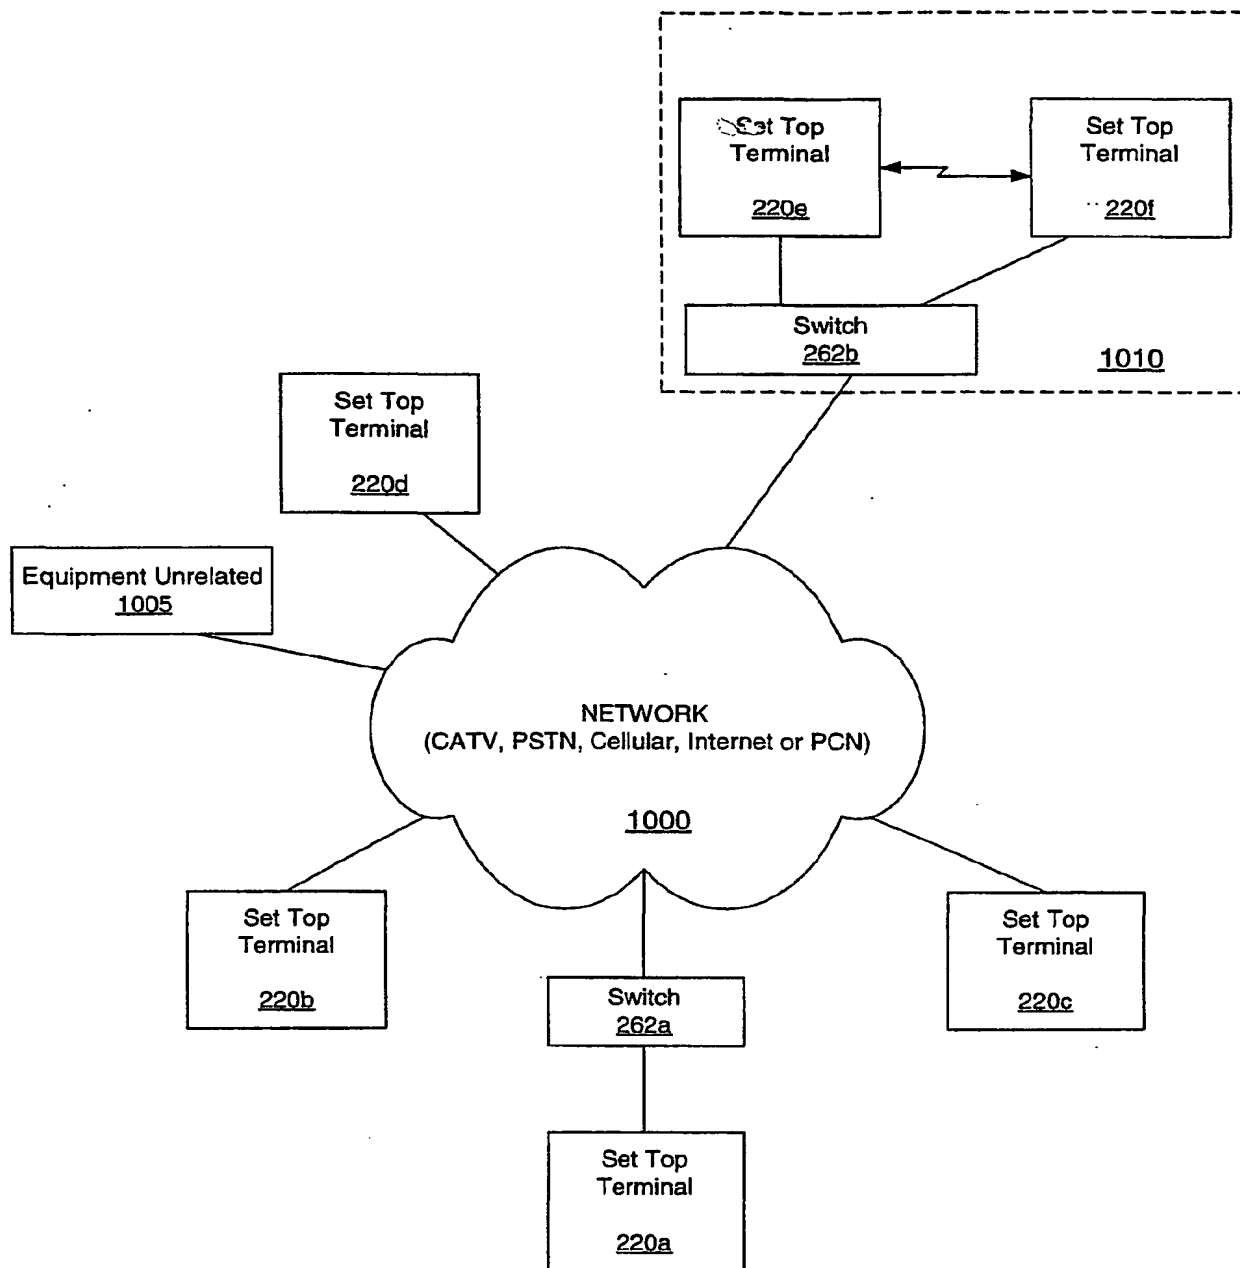 Set Top
Terminal
220e
Set Top
Terminal
220f
Switch
262b
1010
Set Top
Terminal
220d
Equipment Unrelated
1005
NETWORK
(CATV, PSTN, Cellular, Internet or PCN)
1000
Set Top
Terminal
220b
Switch
262a
Set Top
Terminal
220c
Set Top
Terminal
220a